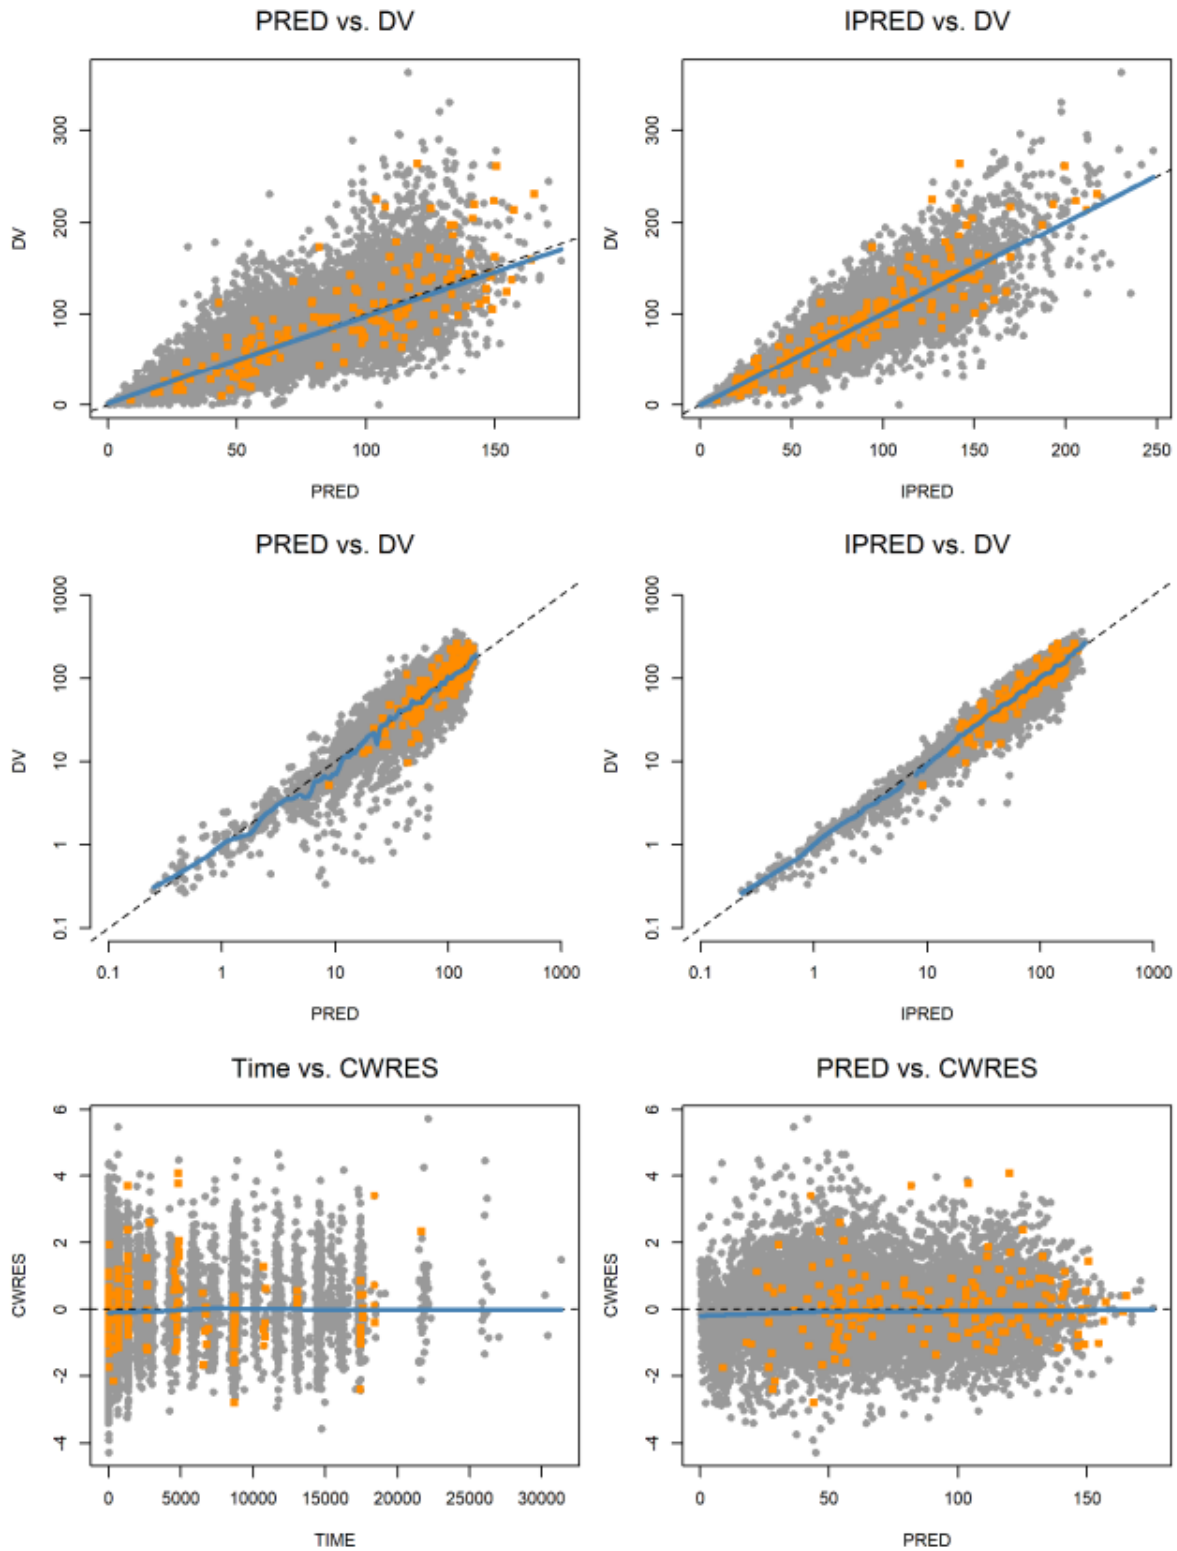 PRED vs. DV
IPRED vs. DV
DV
300
200
100
0
0 50 100 150
PRED
DV
300
200
100
0
0 50 100 150 200 250
IPRED
PRED vs. DV
IPRED vs. DV
DV
1000
100
10
1
0.1
0.1 1 10 100 1000
PRED
DV
1000
100
10
1
0.1
0.1 1 10 100 1000
IPRED
Time vs. CWRES
PRED vs. CWRES
CWRES
6
4
2
0
-2
-4
0 5000 10000 15000 20000 25000 30000
TIME
CWRES
6
4
2
0
-2
-4
0 50 100 150
PRED